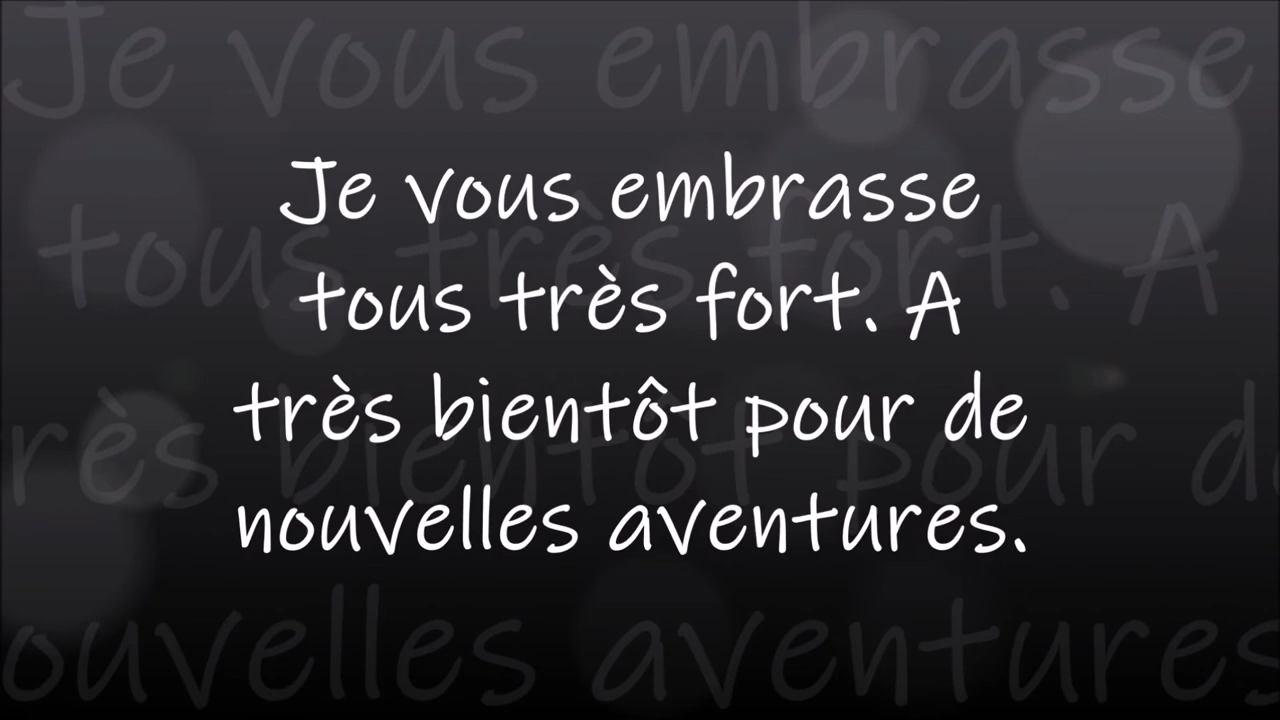 Je vous embrasse
tous très fort. A
très bientôt pour de
nouvelles aventures.